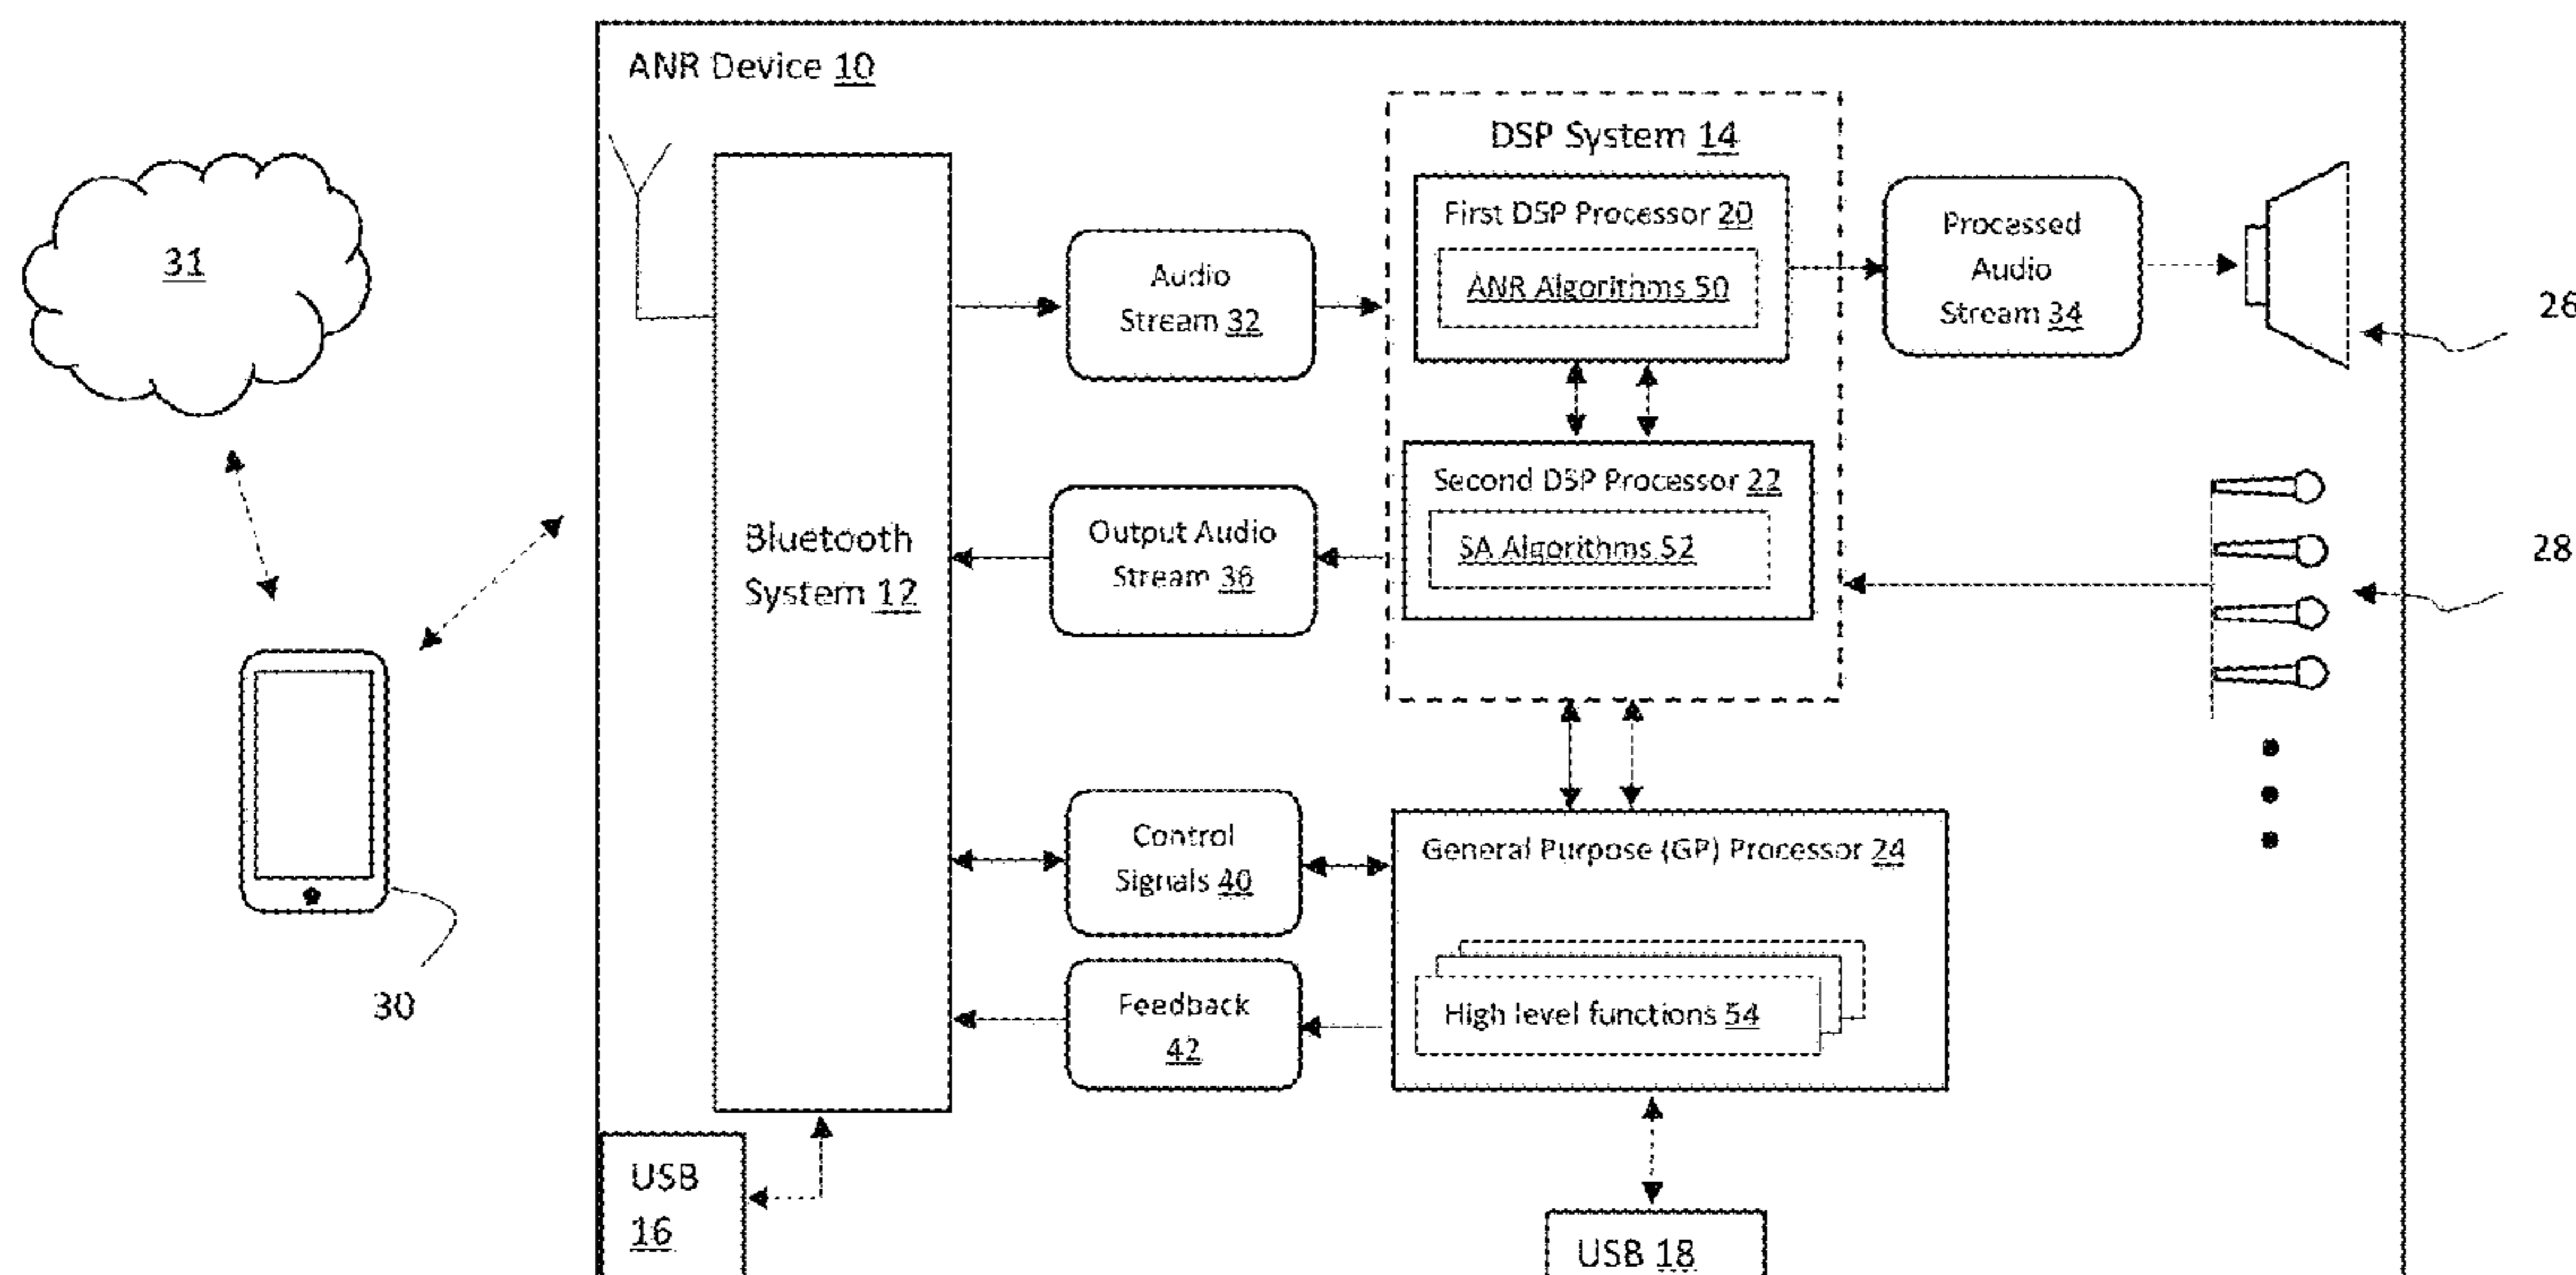 ANR Device 10
DSP System 14
First DSP Processor 20
ANR Algorithms 50
Processed
Audio
Stream 34
26
31
Audio
Stream 32
Second DSP Processor 22
SA Algorithms 52
28
Bluetooth
System 12
Output Audio
Stream 36
Control
Signals 40
General Purpose (GP) Processor 24
High level functions 54
Feedback
42
30
USB
16
USB 18